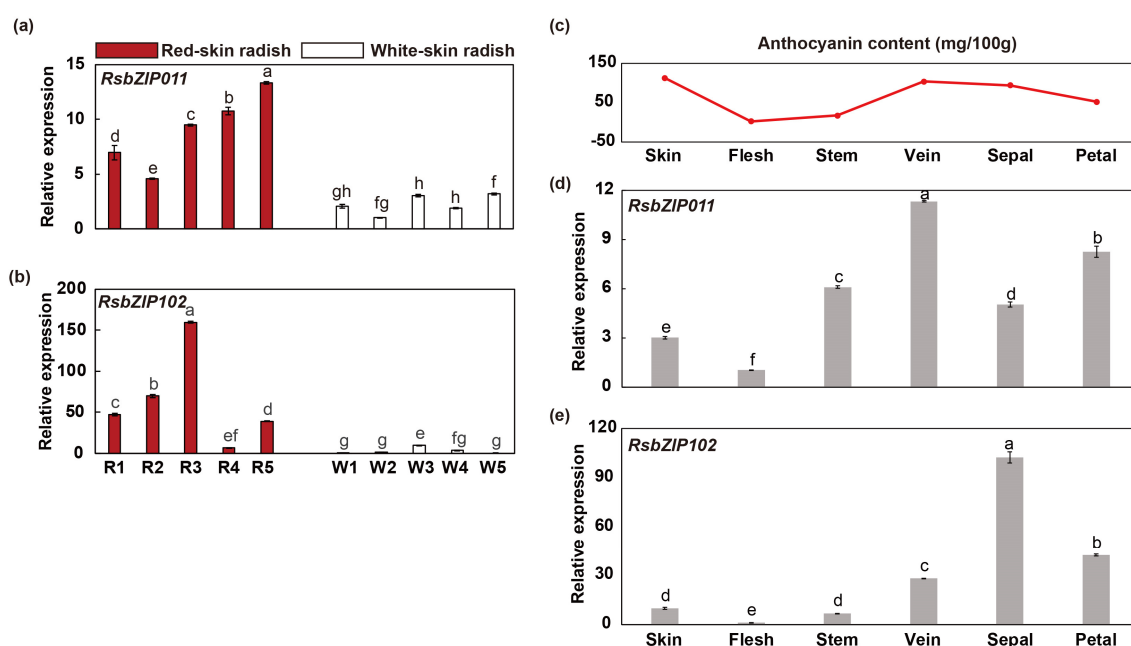 (a)
Red-skin radish White-skin radish
RsbZIP011
Relative expression
15
10
5
0
d e c b a gh fg h h f
(b)
RsbZIP102
Relative expression
200
150
100
50
0
c b a ef d g g e fg g
R1 R2 R3 R4 R5 W1 W2 W3 W4 W5
(c)
Anthocyanin content (mg/100g)
150
50
-50
Skin Flesh Stem Vein Sepal Petal
(d)
RsbZIP011
Relative expression
12
9
6
3
0
e f c a d b
(e)
RsbZIP102
Relative expression
120
90
60
30
0
d e d c a b
Skin Flesh Stem Vein Sepal Petal